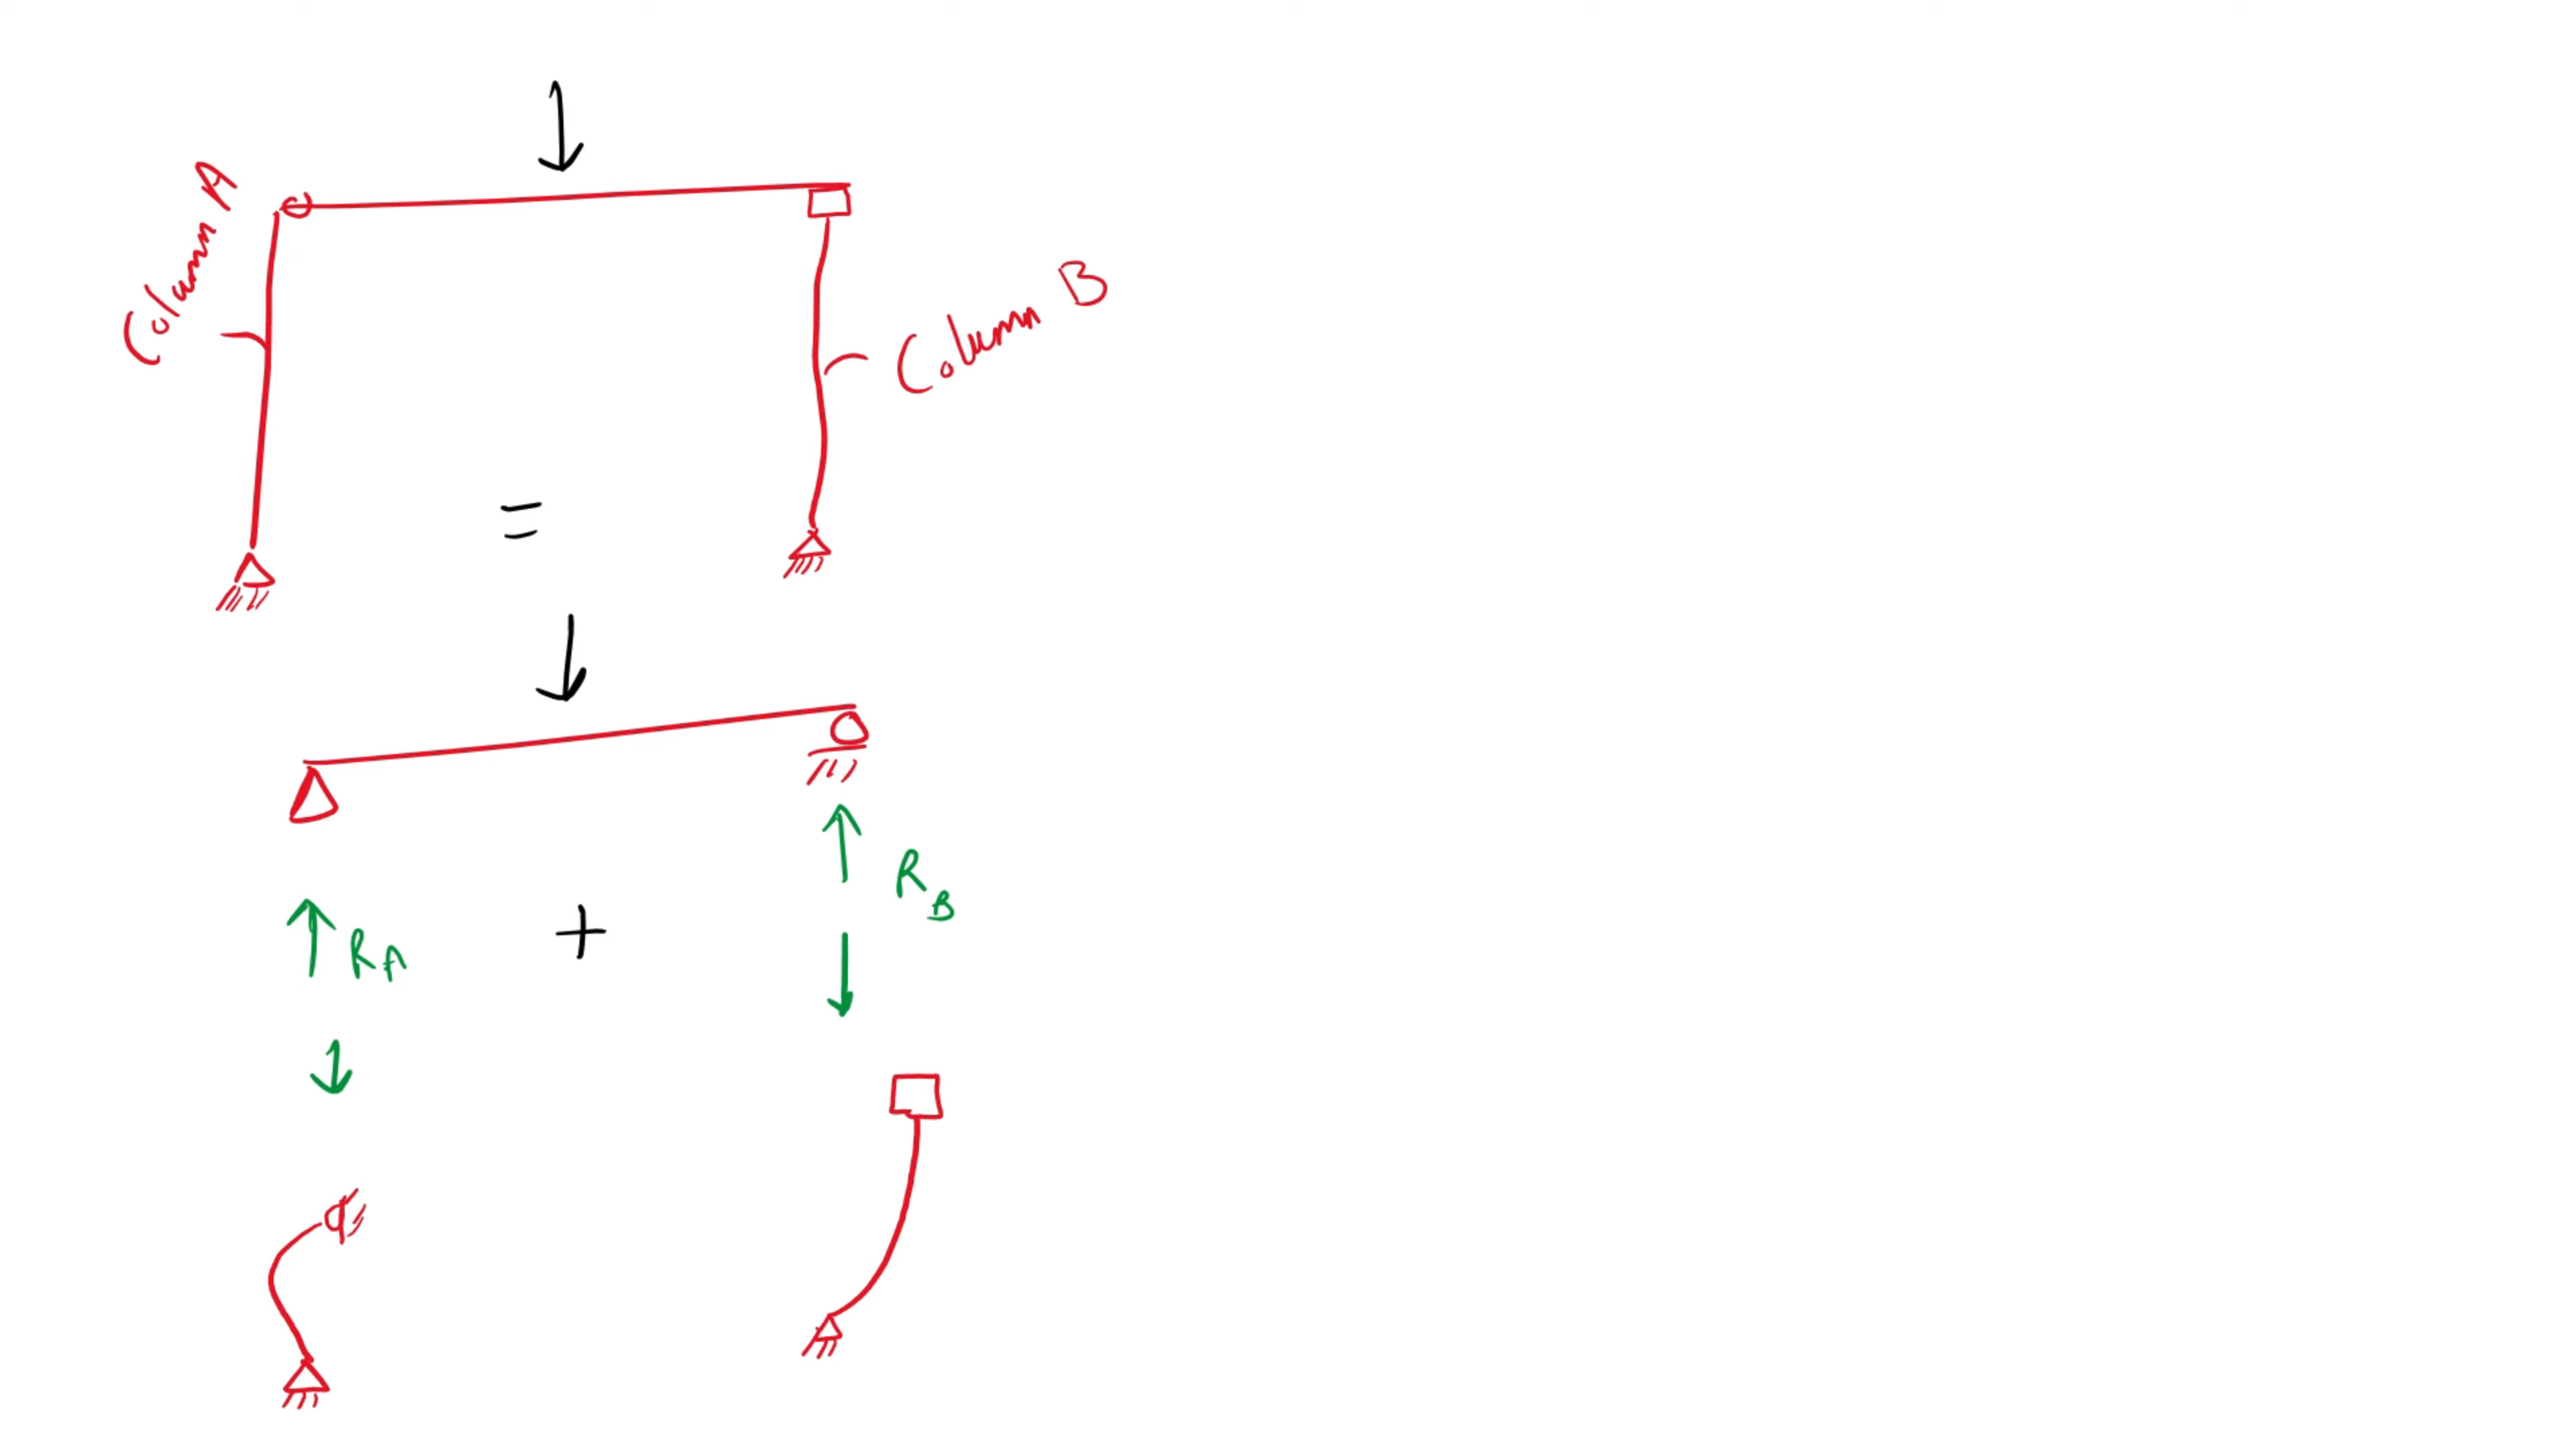 Column A
Column B
=
R_B
R_A
+